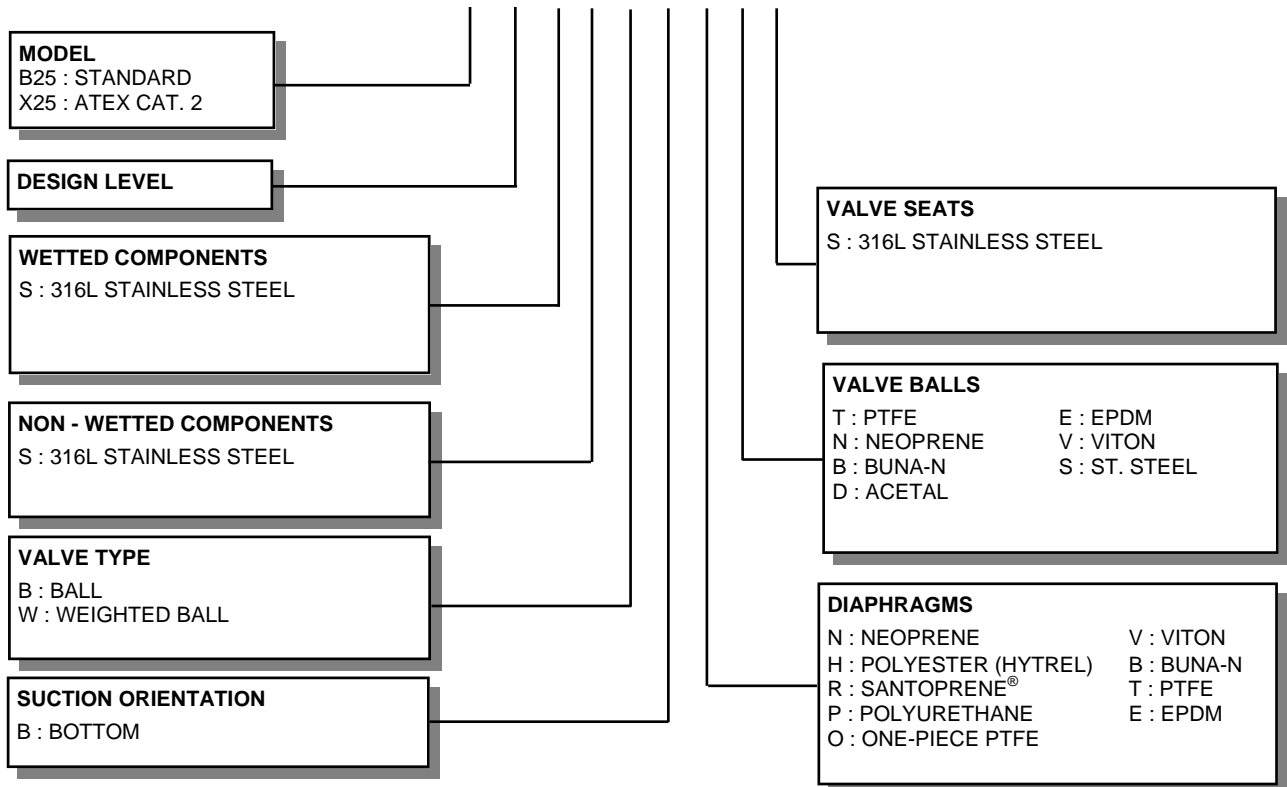 MODEL
B25 : STANDARD
X25 : ATEX CAT. 2
DESIGN LEVEL
WETTED COMPONENTS
S : 316L STAINLESS STEEL
NON - WETTED COMPONENTS
S : 316L STAINLESS STEEL
VALVE TYPE
B : BALL
W : WEIGHTED BALL
SUCTION ORIENTATION
B : BOTTOM
VALVE SEATS
S : 316L STAINLESS STEEL
VALVE BALLS
T : PTFE E : EPDM
N : NEOPRENE V : VITON
B : BUNA-N S : ST. STEEL
D : ACETAL
DIAPHRAGMS
N : NEOPRENE V : VITON
H : POLYESTER (HYTREL) B : BUNA-N
R : SANTOPRENE® T : PTFE
P : POLYURETHANE E : EPDM
O : ONE-PIECE PTFE